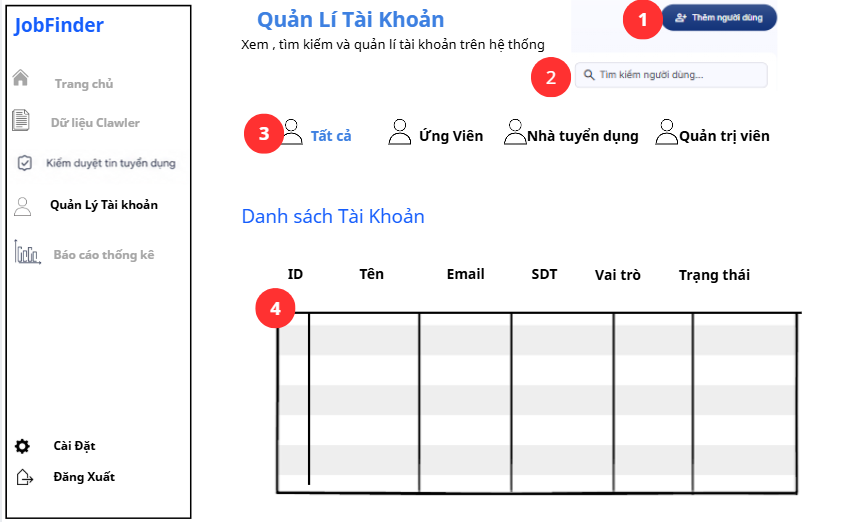 JobFinder
Trang chủ
Dữ liệu Clawler
Kiểm duyệt tin tuyển dụng
Quản Lý Tài khoản
Báo cáo thống kê
Cài Đặt
Đăng Xuất
Quản Lí Tài Khoản
Xem , tìm kiếm và quản lí tài khoản trên hệ thống
1
Thêm người dùng
2
Tìm kiếm người dùng...
3
Tất cả
Ứng Viên
Nhà tuyển dụng
Quản trị viên
Danh sách Tài Khoản
ID Tên Email SDT Vai trò Trạng thái
4